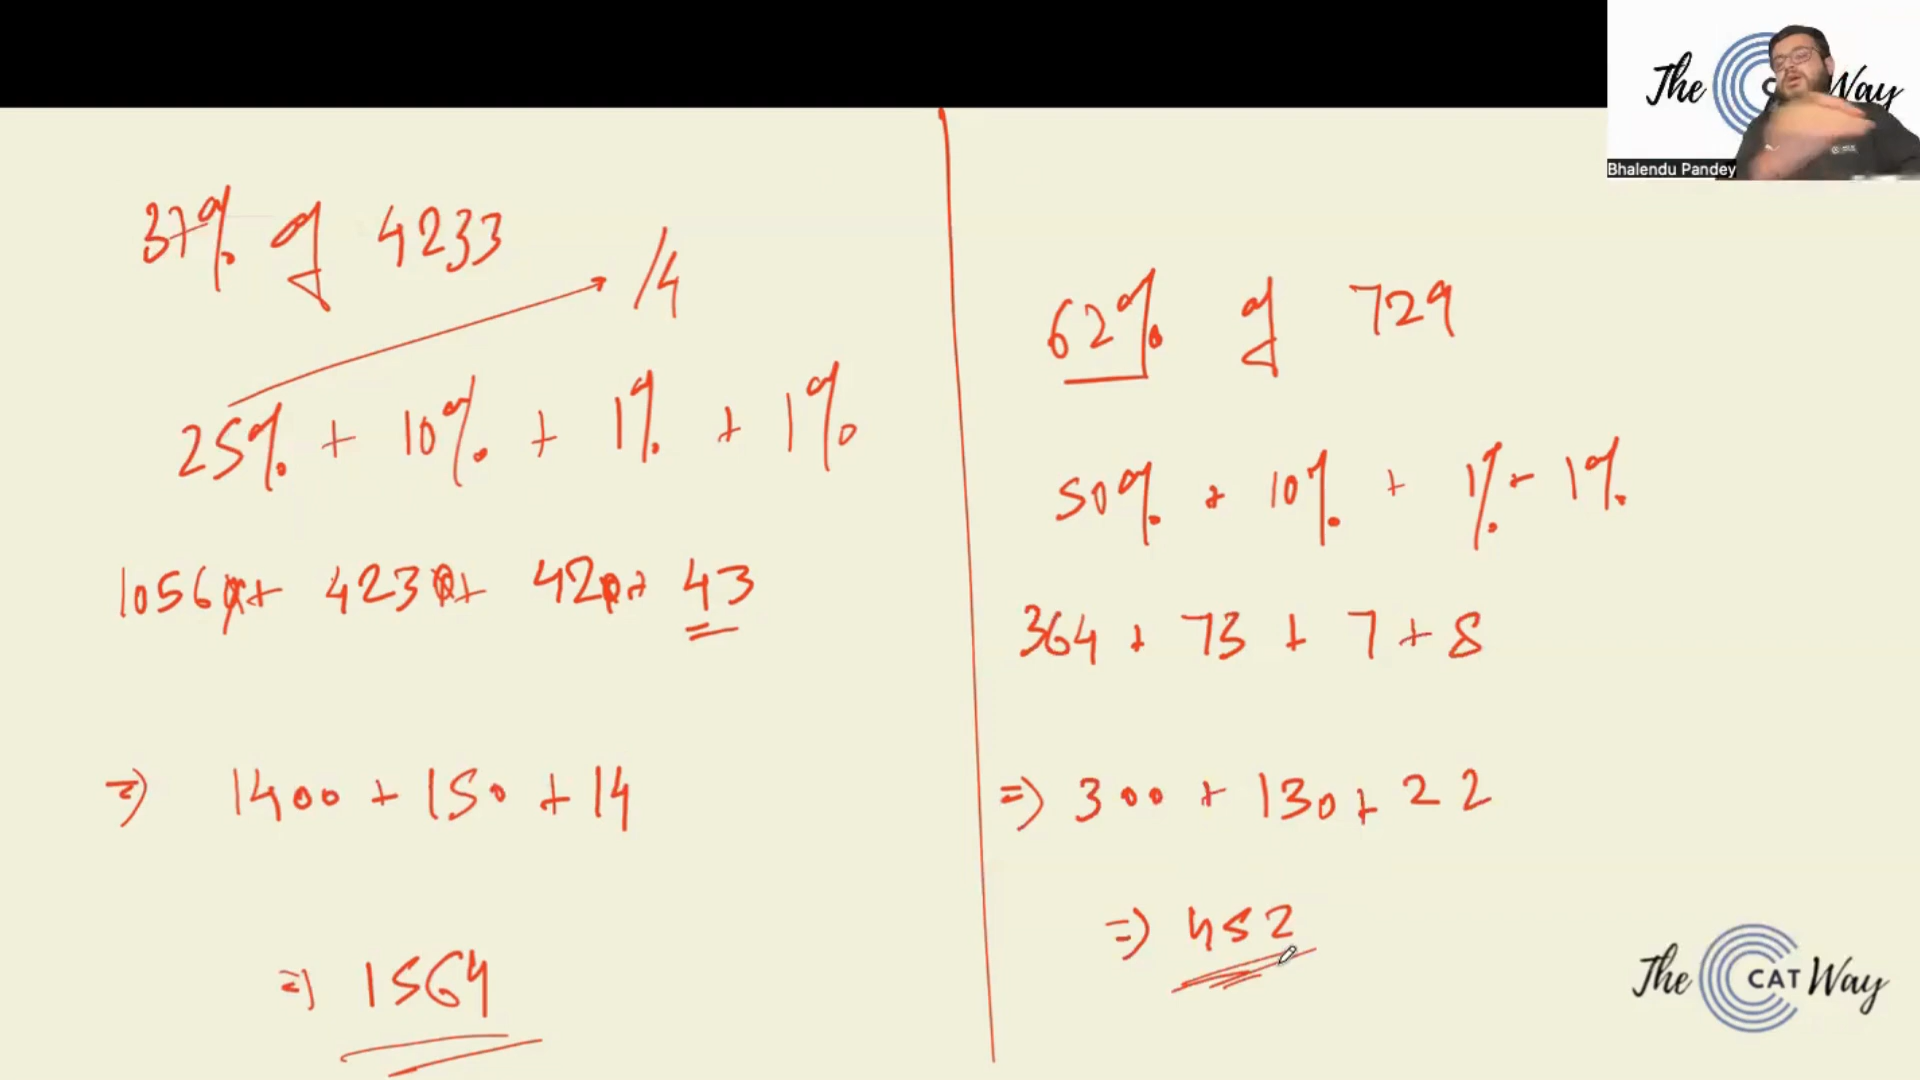 The CAT Way
Bhalendu Pandey
37% of 4233
/4
25% + 10% + 1% + 1%
1056 + 423 + 42 + 43
=) 1400 + 150 + 14
=) 1564
62% of 729
50% + 10% + 1% + 1%
364 + 73 + 7 + 8
=) 300 + 130 + 22
=) 452
The CAT Way